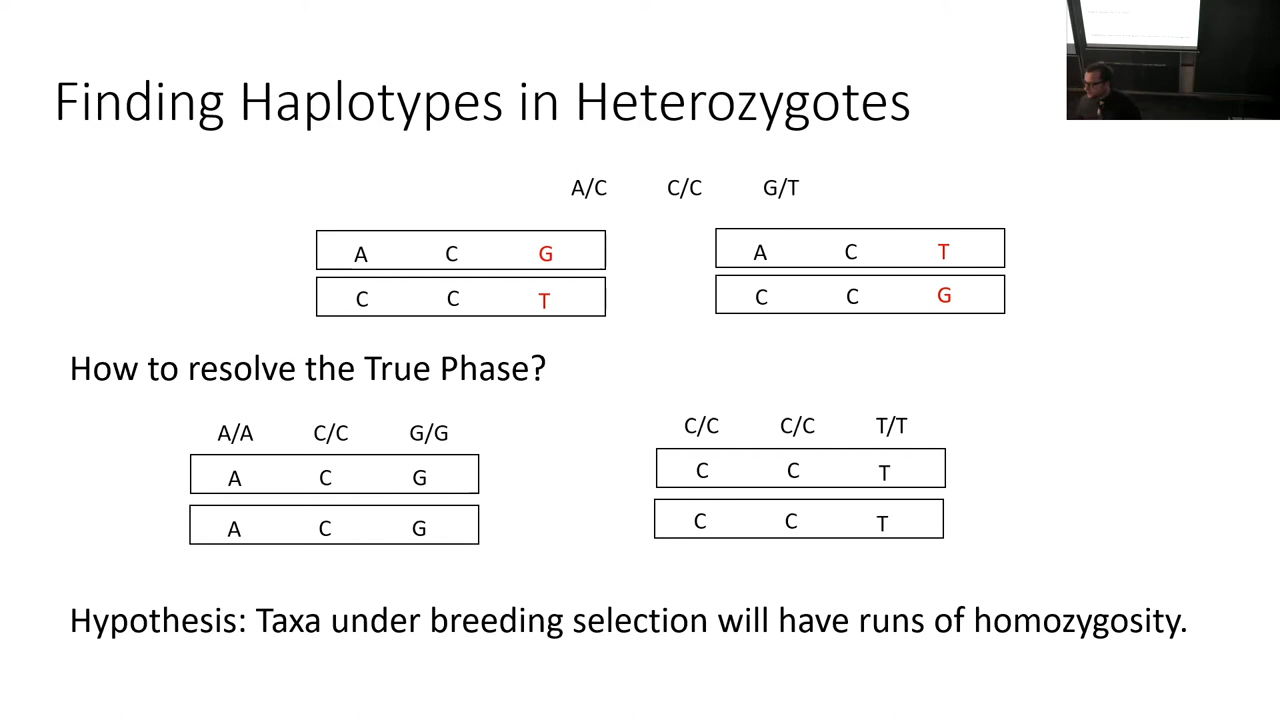 Finding Haplotypes in Heterozygotes
A/C C/C G/T
A C G
C C T
A C T
C C G
How to resolve the True Phase?
A/A C/C G/G
A C G
A C G
C/C C/C T/T
C C T
C C T
Hypothesis: Taxa under breeding selection will have runs of homozygosity.